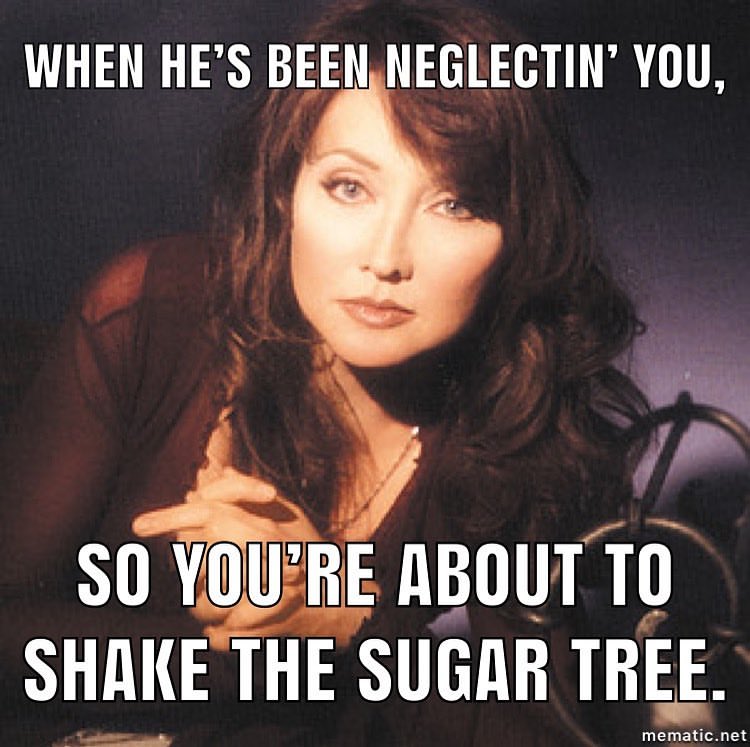 WHEN HE’S BEEN NEGLECTIN’ YOU,
SO YOU’RE ABOUT TO
SHAKE THE SUGAR TREE.
mematic.net